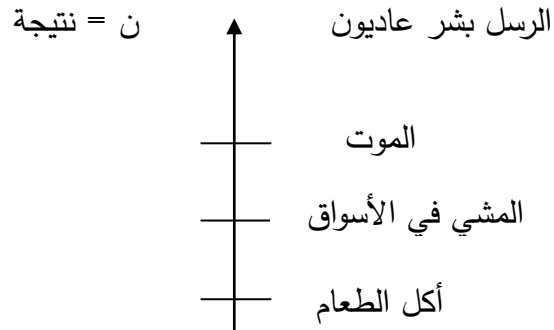 الرسل بشر عاديون ن = نتيجة
الموت
المشي في الأسواق
أكل الطعام